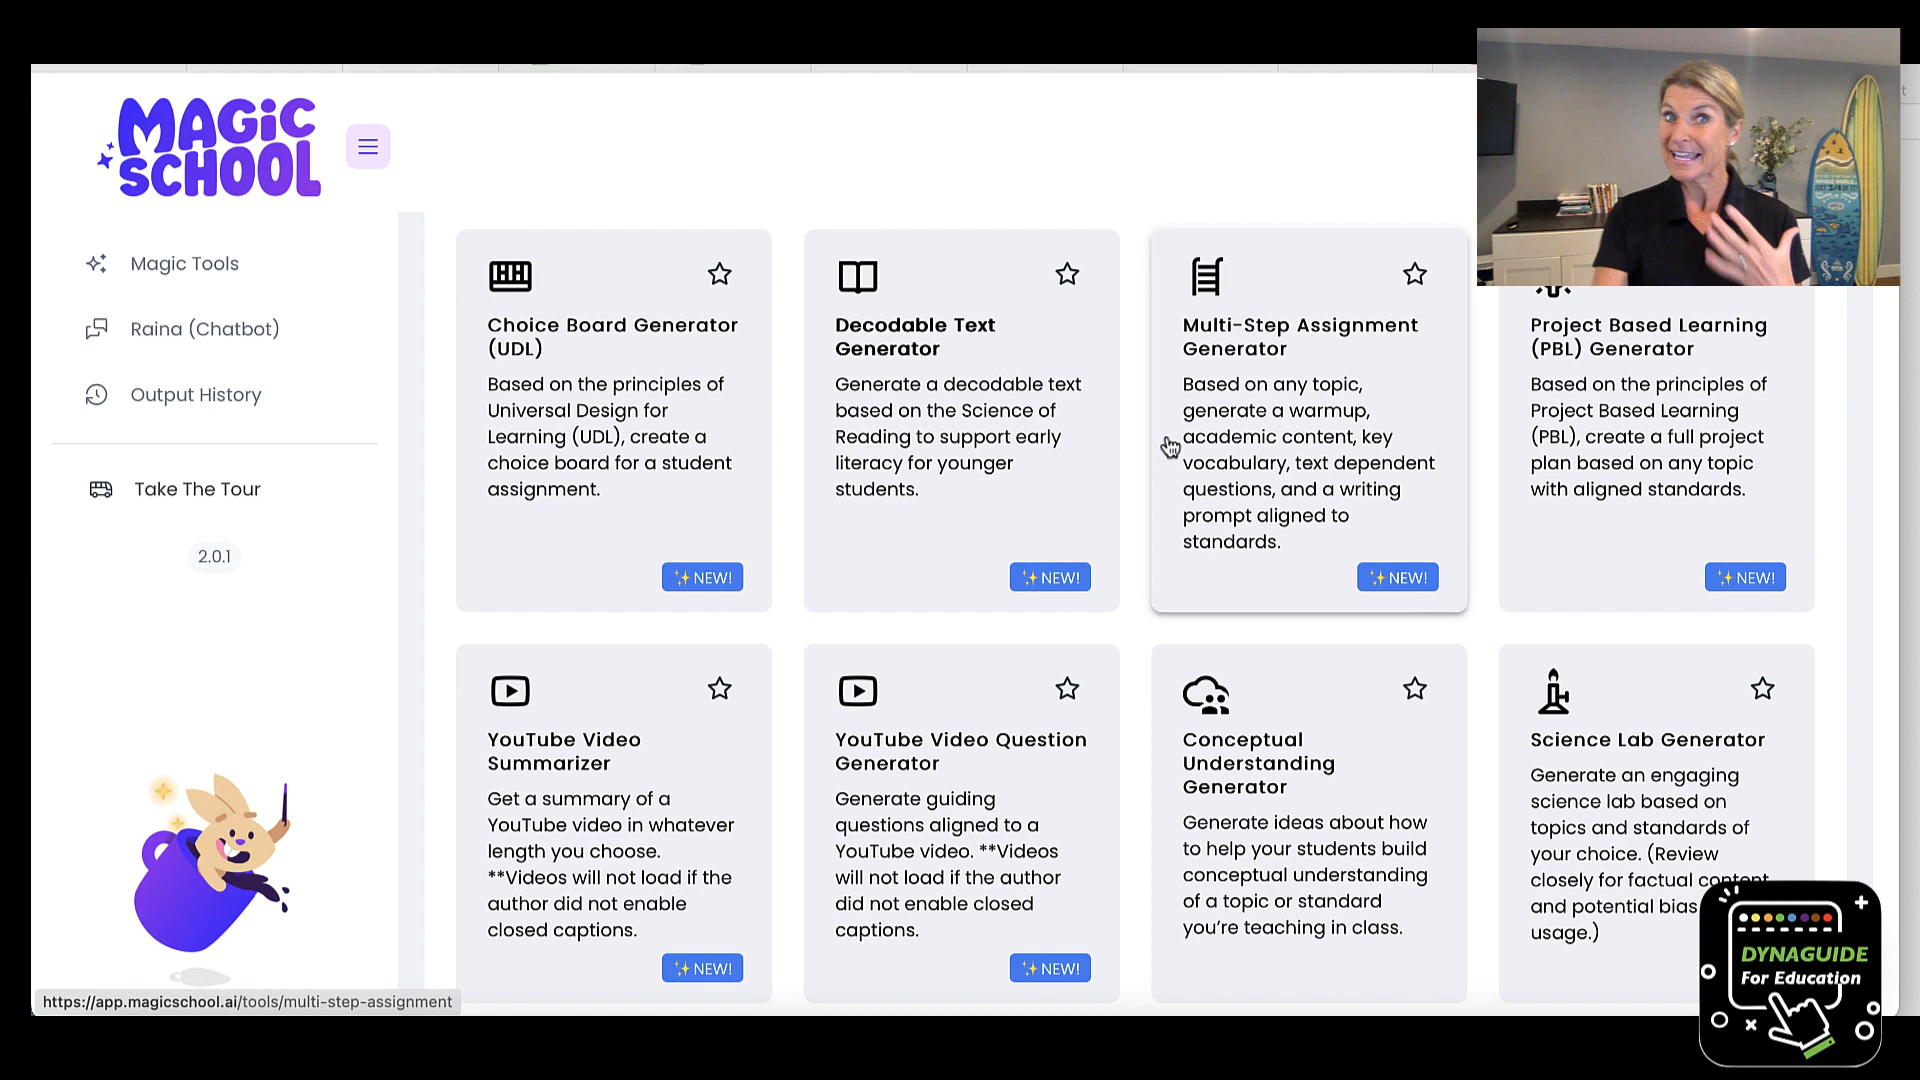 MAGIC
SCHOOL
Magic Tools
Raina (Chatbot)
Output History
Take The Tour
2.0.1
Choice Board Generator
(UDL)
Based on the principles of
Universal Design for
Learning (UDL), create a
choice board for a student
assignment.
NEW!
Decodable Text
Generator
Generate a decodable text
based on the Science of
Reading to support early
literacy for younger
students.
NEW!
Multi-Step Assignment
Generator
Based on any topic,
generate a warmup,
academic content, key
vocabulary, text dependent
questions, and a writing
prompt aligned to
standards.
NEW!
Project Based Learning
(PBL) Generator
Based on the principles of
Project Based Learning
(PBL), create a full project
plan based on any topic
with aligned standards.
NEW!
YouTube Video
Summarizer
Get a summary of a
YouTube video in whatever
length you choose.
**Videos will not load if the
author did not enable
closed captions.
NEW!
YouTube Video Question
Generator
Generate guiding
questions aligned to a
YouTube video. **Videos
will not load if the author
did not enable closed
captions.
NEW!
Conceptual
Understanding
Generator
Generate ideas about how
to help your students build
conceptual understanding
of a topic or standard
you're teaching in class.
Science Lab Generator
Generate an engaging
science lab based on
topics and standards of
your choice. (Review
closely for factual content
and potential bias
usage.)
https://app.magicschool.ai/tools/multi-step-assignment
DYNAGUIDE
For Education